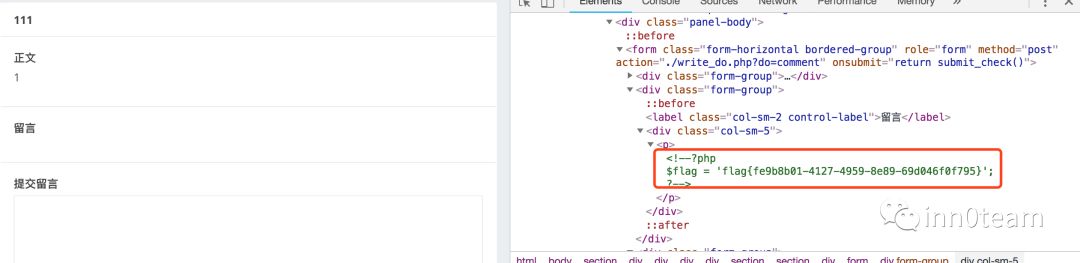 111
正文
1
留言
提交留言
Elements Console Sources Network Performance Memory »
<div class="panel-body">
::before
<form class="form-horizontal bordered-group" role="form" method="post"
action="./write_do.php?do=comment" onsubmit="return submit_check()">
<div class="form-group">…</div>
<div class="form-group">
::before
<label class="col-sm-2 control-label">留言</label>
<div class="col-sm-5">
<p>
<!--?php
$flag = 'flag{fe9b8b01-4127-4959-8e89-69d046f0f795}';
?-->
</p>
</div>
::after
</div>
<div class="form-group">
inn0team
html body section div section div div div section section div form div.form-group div.col-sm-5